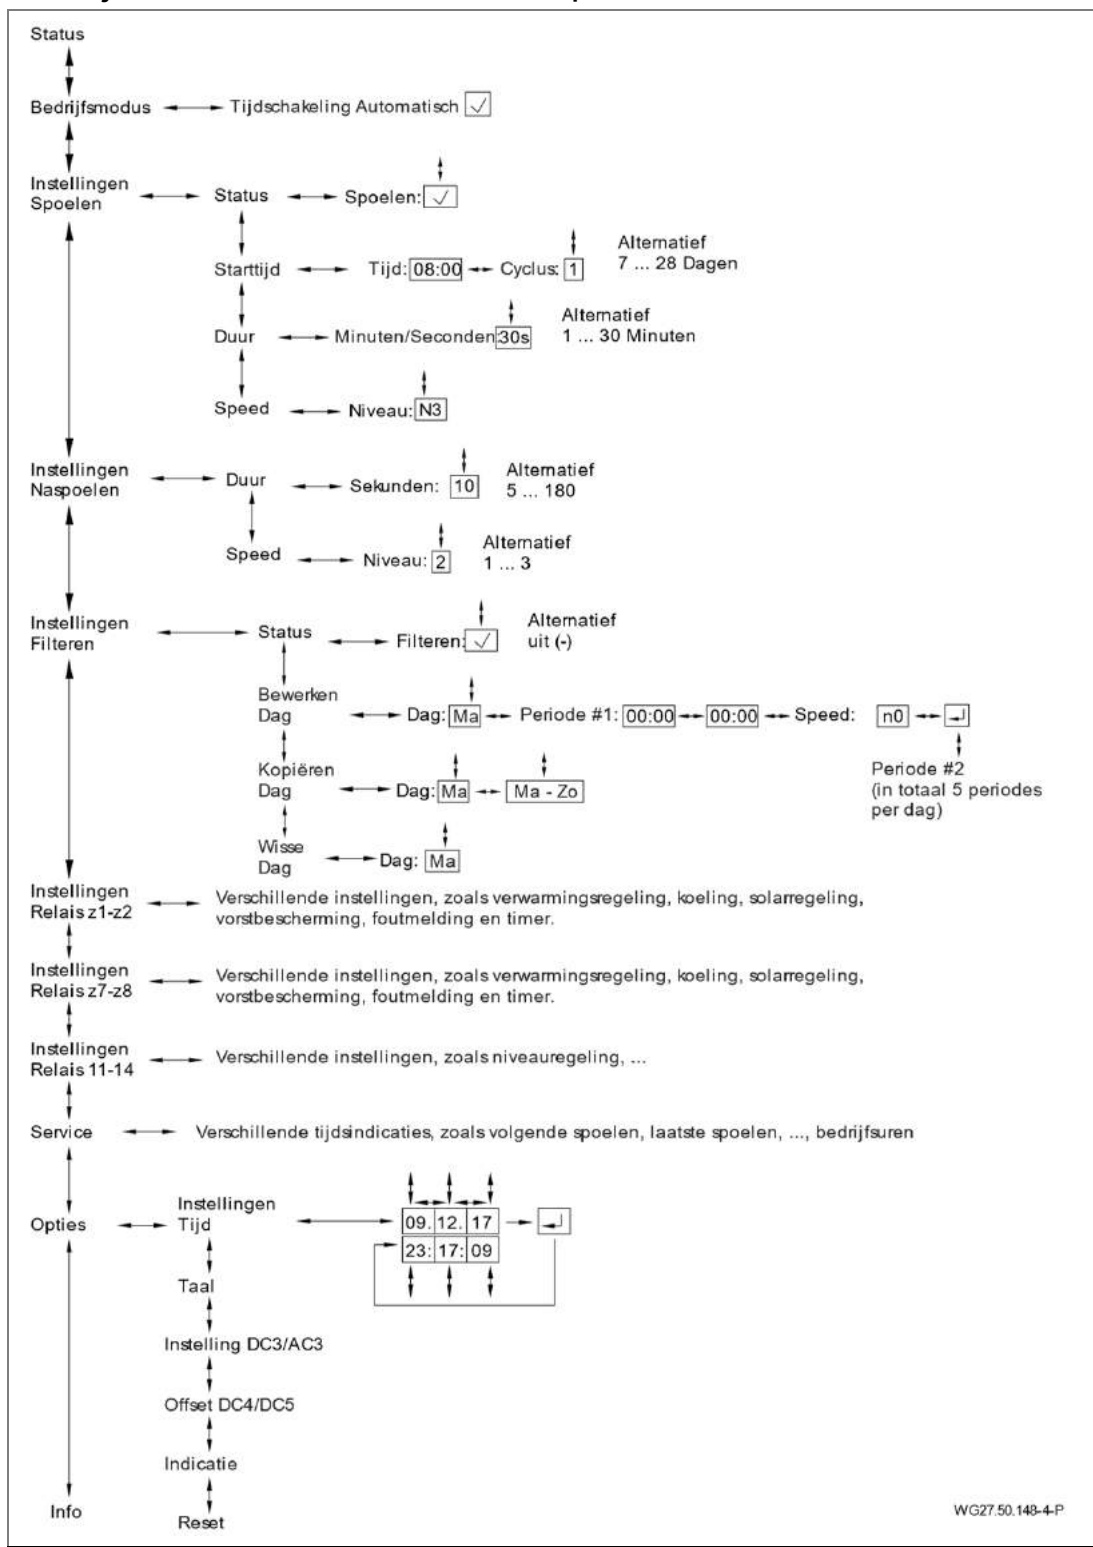 Status
Bedrijfsmodus Tijdschakeling Automatisch
Instellingen
Spoelen
Status Spoelen:
Starttijd Tijd: 08:00 Cyclus: 1
Alternatief
7 ... 28 Dagen
Duur Minuten/Seconden: 30s
Alternatief
1 ... 30 Minuten
Speed Niveau: N3
Instellingen
Naspoelen
Duur Sekunden: 10
Alternatief
5 ... 180
Speed Niveau: 2
Alternatief
1 ... 3
Instellingen
Filteren
Status Filteren:
Alternatief
uit (-)
Bewerken
Dag
Dag: Ma Periode #1: 00:00 00:00 Speed: n0
Periode #2
(in totaal 5 periodes
per dag)
Kopiëren
Dag
Dag: Ma Ma - Zo
Wisse
Dag
Dag: Ma
Instellingen
Relais z1-z2
Verschillende instellingen, zoals verwarmingsregeling, koeling, solarregeling,
vorstbescherming, foutmelding en timer.
Instellingen
Relais z7-z8
Verschillende instellingen, zoals verwarmingsregeling, koeling, solarregeling,
vorstbescherming, foutmelding en timer.
Instellingen
Relais 11-14
Verschillende instellingen, zoals niveauregeling, ...
Service Verschillende tijdsindicaties, zoals volgende spoelen, laatste spoelen, ..., bedrijfsuren
Opties
Instellingen
Tijd
09. 12. 17
23: 17: 09
Taal
Instelling DC3/AC3
Offset DC4/DC5
Indicatie
Reset
Info
WG27.50.148-4-P